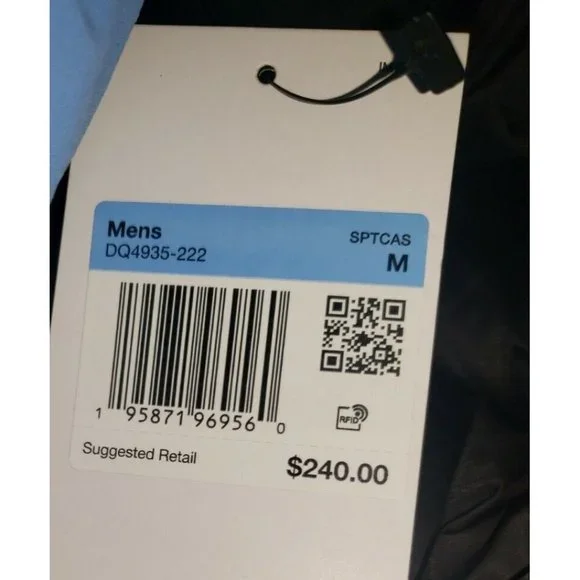 Mens
SPTCAS
DQ4935-222
M
1 95871 96956 0
RFID
Suggested Retail
$240.00